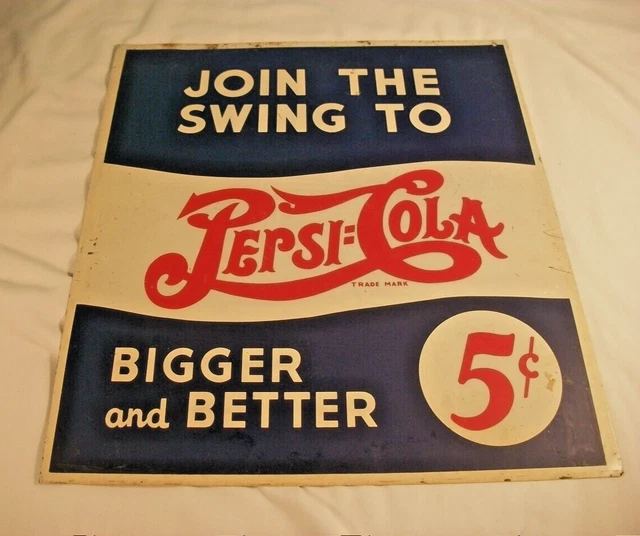 JOIN THE
SWING TO
PEPSI=COLA
TRADE MARK
BIGGER
and BETTER
5¢